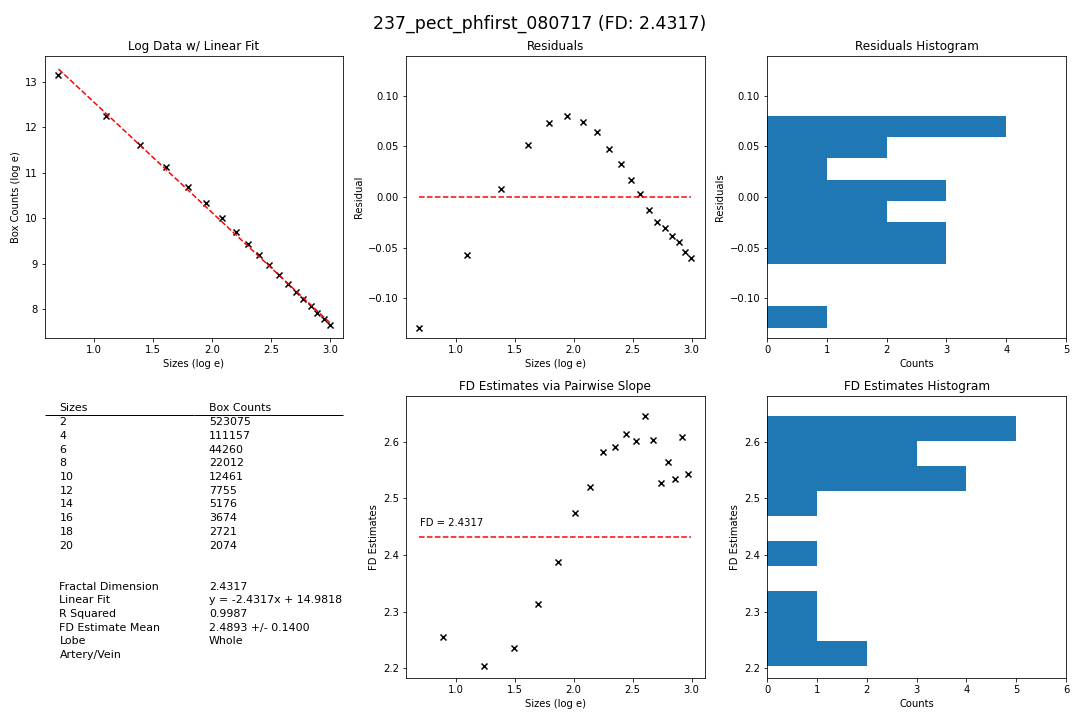 237_pect_phfirst_080717 (FD: 2.4317)
Log Data w/ Linear Fit
13
12
11
10
9
8
Box Counts (log e)
1.0 1.5 2.0 2.5 3.0
Sizes (log e)
Residuals
0.10
0.05
0.00
−0.05
−0.10
Residual
1.0 1.5 2.0 2.5 3.0
Sizes (log e)
Residuals Histogram
0.10
0.05
0.00
−0.05
−0.10
Residuals
0 1 2 3 4 5
Counts
Sizes Box Counts
2 523075
4 111157
6 44260
8 22012
10 12461
12 7755
14 5176
16 3674
18 2721
20 2074
Fractal Dimension 2.4317
Linear Fit y = -2.4317x + 14.9818
R Squared 0.9987
FD Estimate Mean 2.4893 +/- 0.1400
Lobe Whole
Artery/Vein
FD Estimates via Pairwise Slope
2.6
2.5
2.4
2.3
2.2
FD Estimates
FD = 2.4317
1.0 1.5 2.0 2.5 3.0
Sizes (log e)
FD Estimates Histogram
2.6
2.5
2.4
2.3
2.2
FD Estimates
0 1 2 3 4 5 6
Counts